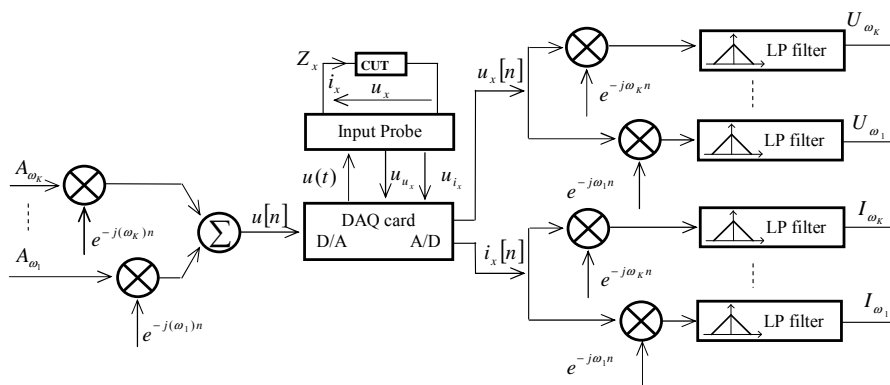 A_{ω_K}
e^{-j(ω_K)n}
A_{ω_1}
e^{-j(ω_1)n}
Σ
u[n]
Z_x
i_x
CUT
u_x
Input Probe
u(t)
u_{u_x}
u_{i_x}
DAQ card
D/A A/D
u_x[n]
i_x[n]
e^{-jω_K n}
LP filter
U_{ω_K}
e^{-jω_1 n}
LP filter
U_{ω_1}
e^{-jω_K n}
LP filter
I_{ω_K}
e^{-jω_1 n}
LP filter
I_{ω_1}